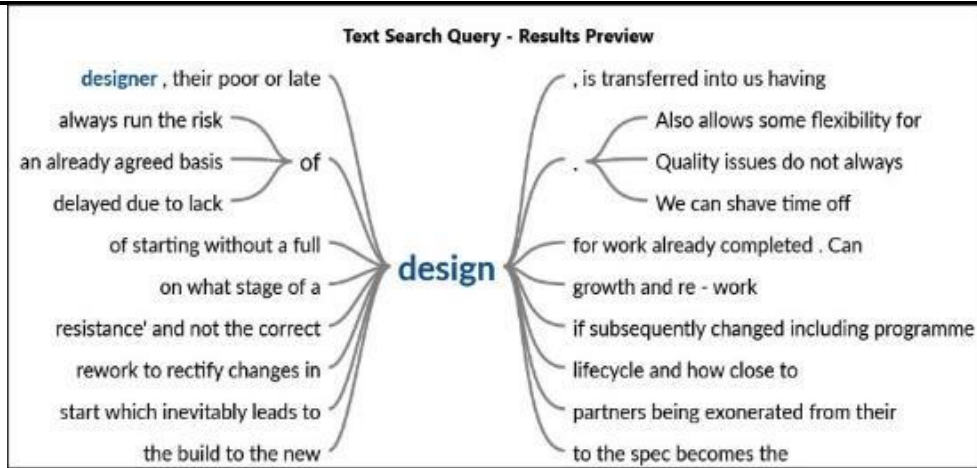 Text Search Query - Results Preview
designer , their poor or late
always run the risk
an already agreed basis
delayed due to lack
of
of starting without a full
on what stage of a
resistance' and not the correct
rework to rectify changes in
start which inevitably leads to
the build to the new
design
, is transferred into us having
.
Also allows some flexibility for
Quality issues do not always
We can shave time off
for work already completed . Can
growth and re - work
if subsequently changed including programme
lifecycle and how close to
partners being exonerated from their
to the spec becomes the